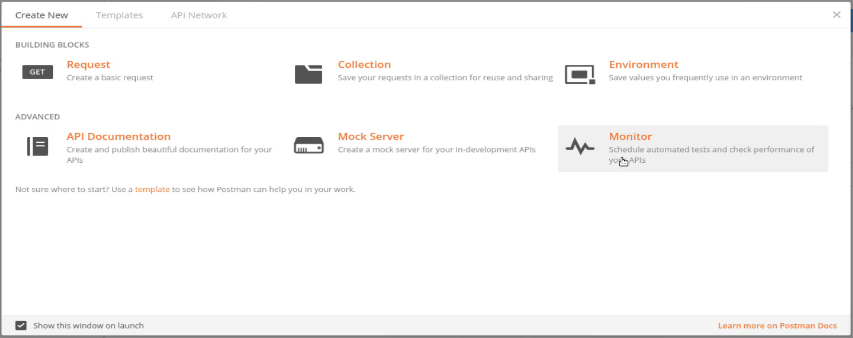 Create New Templates API Network
BUILDING BLOCKS
GET
Request
Create a basic request
Collection
Save your requests in a collection for reuse and sharing
Environment
Save values you frequently use in an environment
ADVANCED
API Documentation
Create and publish beautiful documentation for your
APIs
Mock Server
Create a mock server for your in-development APIs
Monitor
Schedule automated tests and check performance of
APIs
Not sure where to start? Use a template to see how Postman can help you in your work.
Show this window on launch
Learn more on Postman Docs